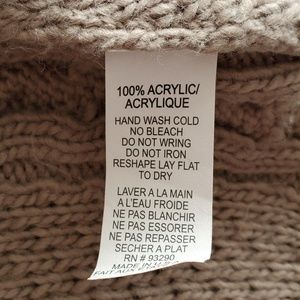 100% ACRYLIC/
ACRYLIQUE
HAND WASH COLD
NO BLEACH
DO NOT WRING
DO NOT IRON
RESHAPE LAY FLAT
TO DRY
LAVER A LA MAIN
A L'EAU FROIDE
NE PAS BLANCHIR
NE PAS ESSORER
NE PAS REPASSER
SECHER A PLAT
RN # 93290
MADE IN
FAIT AUX